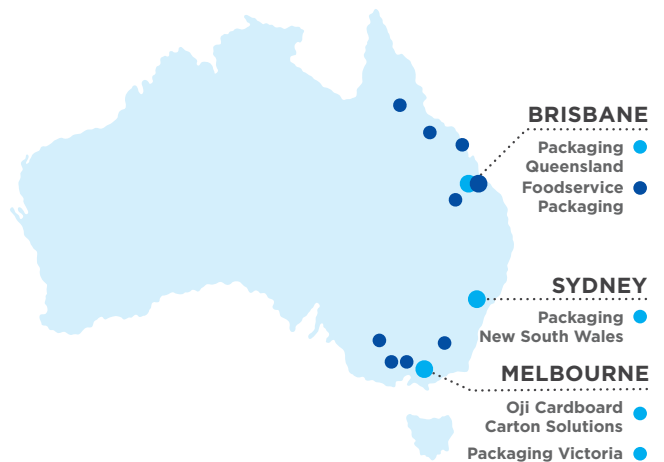 BRISBANE
Packaging
Queensland
Foodservice
Packaging
SYDNEY
Packaging
New South Wales
MELBOURNE
Oji Cardboard
Carton Solutions
Packaging Victoria